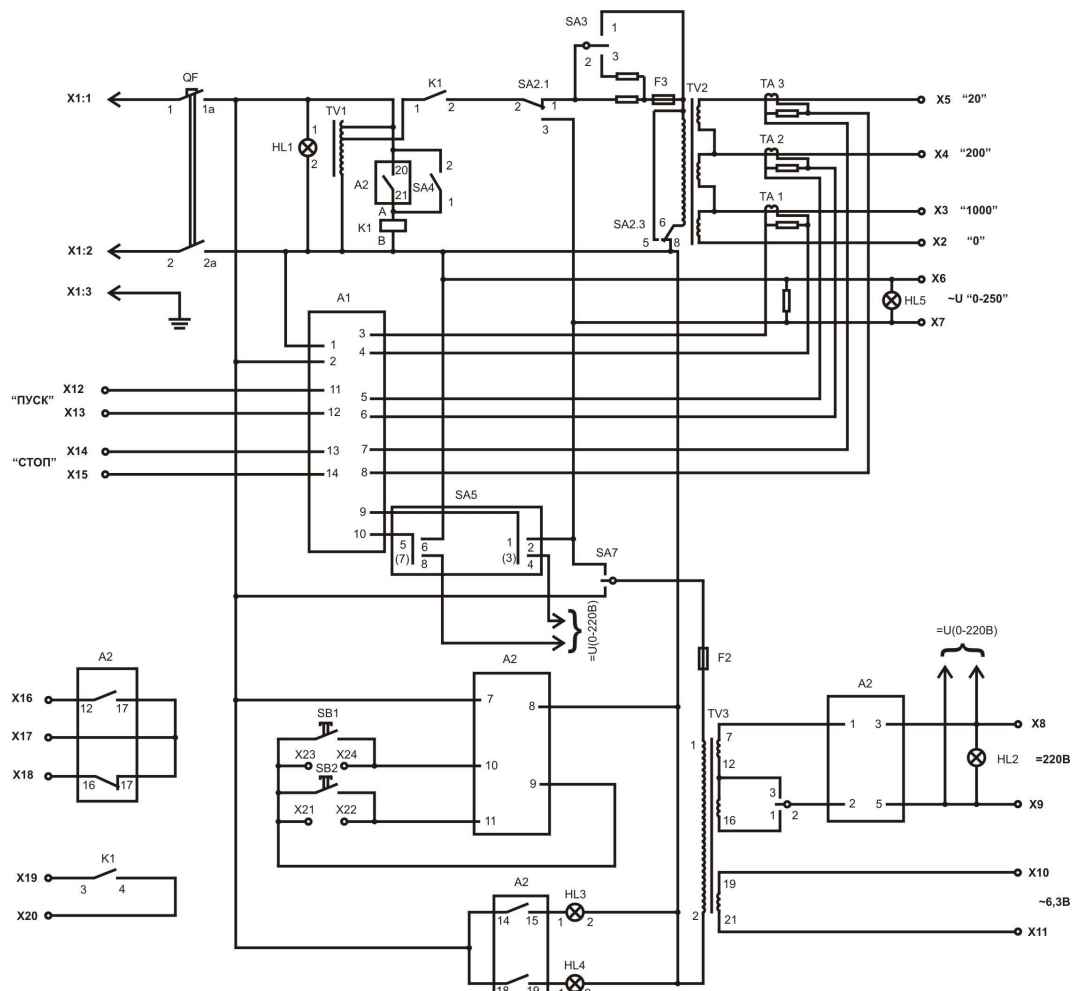 SA3
1
2
3
X1:1
QF
1
1a
TV1
K1
1
2
SA2.1
2
1
3
F3
TV2
TA 3
X5 “20”
HL1
1
2
A2
20
21
SA4
2
1
A
K1
B
TA 2
X4 “200”
TA 1
X3 “1000”
SA2.3
6
5
8
X2 “0”
X1:2
2
2a
X6
HL5
~U “0-250”
X7
X1:3
A1
1
2
3
4
“ПУСК”
X12
X13
11
12
5
6
“СТОП”
X14
X15
13
14
7
8
9
10
SA5
5
(7)
6
8
1
(3)
2
4
SA7
=U(0-220В)
F2
A2
X16
X17
X18
12
17
16
17
A2
7
8
10
9
11
SB1
X23
X24
SB2
X21
X22
TV3
1
2
7
12
16
3
1
2
19
21
A2
1
3
2
5
=U(0-220В)
X8
HL2
=220В
X9
X10
~6,3В
X11
X19
X20
K1
3
4
A2
14
15
HL3
1
2
18
19
HL4
1
2